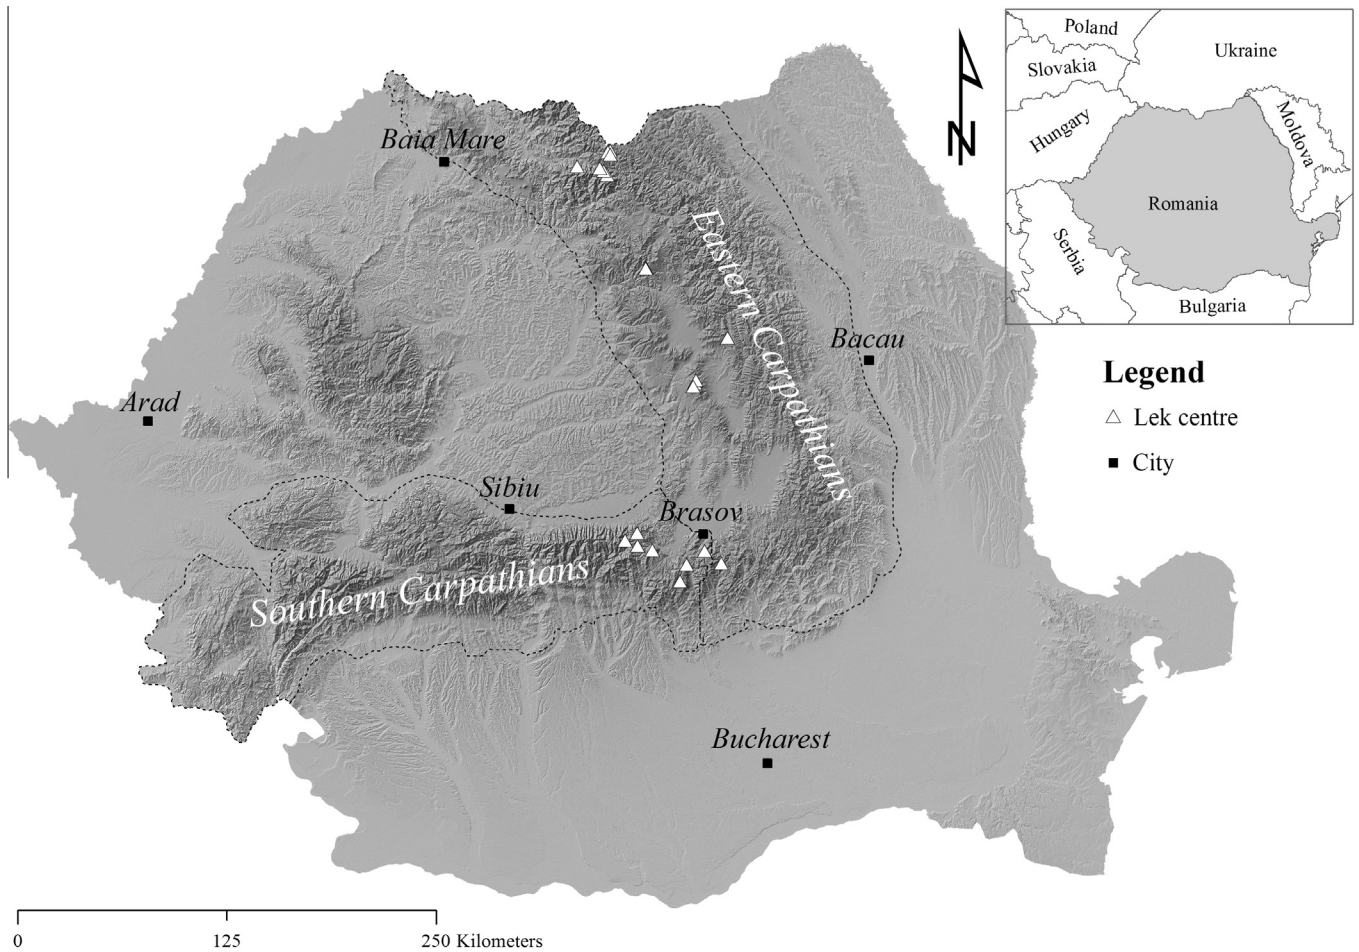 Poland
Ukraine
Slovakia
Hungary
Moldova
Romania
Serbia
Bulgaria
N
Baia Mare
Eastern Carpathians
Bacau
Arad
Sibiu
Brasov
Southern Carpathians
Bucharest
Legend
Lek centre
City
0 125 250 Kilometers